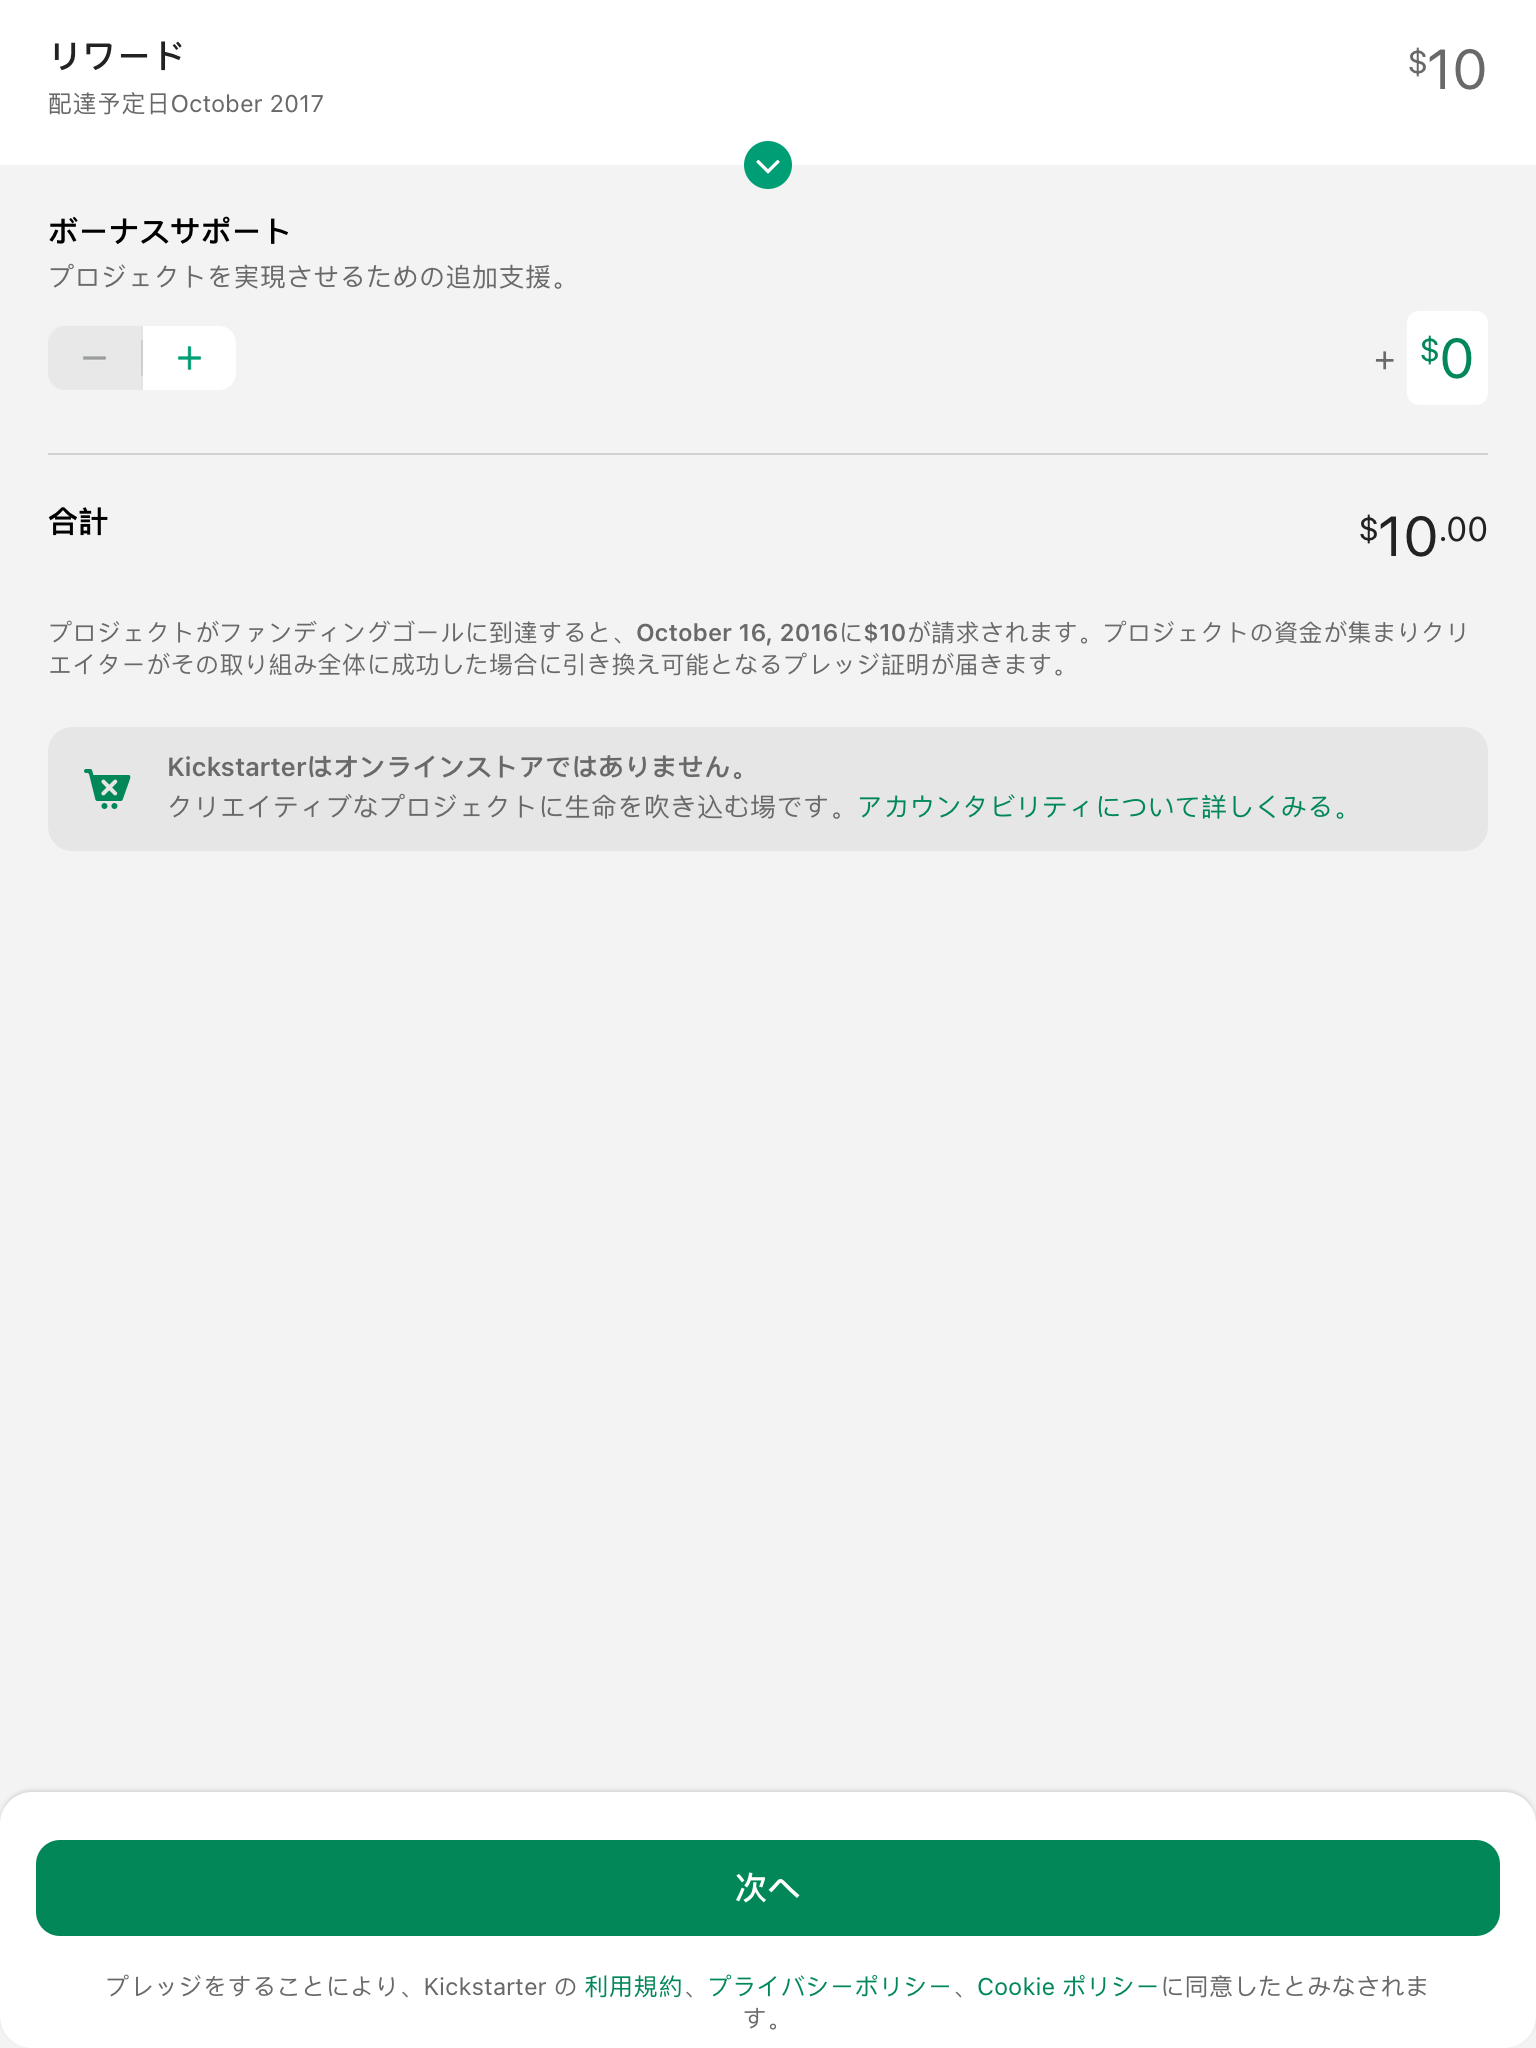 リワード
$10
配達予定日October 2017
ボーナスサポート
プロジェクトを実現させるための追加支援。
− + + $0
合計
$10.00
プロジェクトがファンディングゴールに到達すると、October 16, 2016に$10が請求されます。プロジェクトの資金が集まりクリ
エイターがその取り組み全体に成功した場合に引き換え可能となるプレッジ証明が届きます。
Kickstarterはオンラインストアではありません。
クリエイティブなプロジェクトに生命を吹き込む場です。アカウンタビリティについて詳しくみる。
次へ
プレッジをすることにより、Kickstarter の 利用規約、プライバシーポリシー、Cookie ポリシーに同意したとみなされま
す。